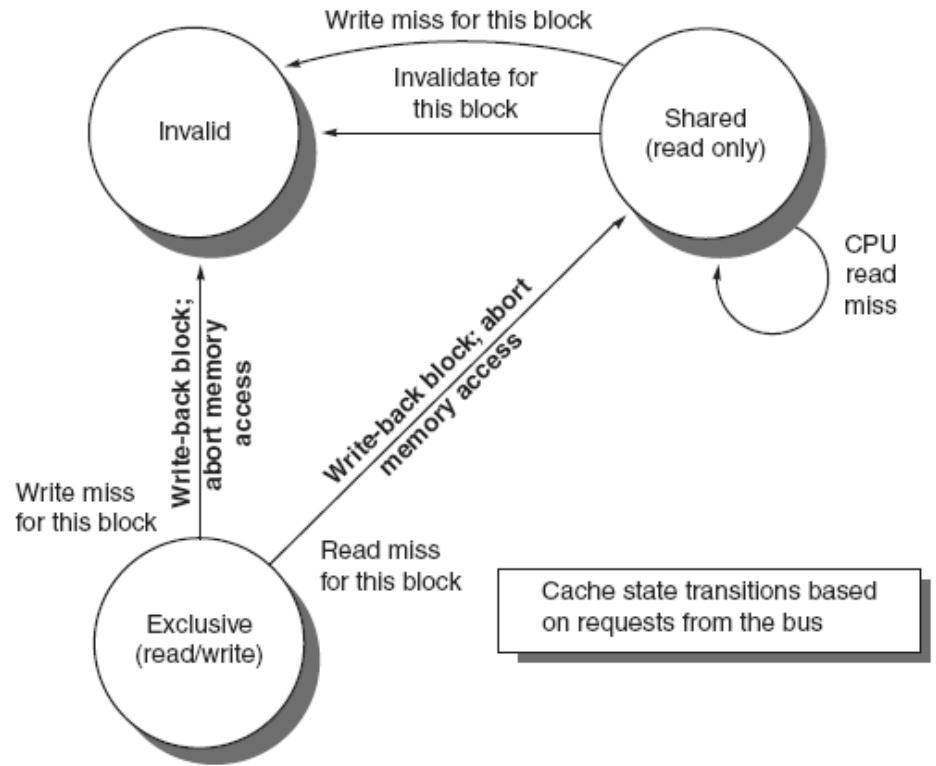 Write miss for this block
Invalidate for
this block
Invalid
Shared
(read only)
CPU
read
miss
Write-back block;
abort memory
access
Write-back block; abort
memory access
Write miss
for this block
Read miss
for this block
Exclusive
(read/write)
Cache state transitions based
on requests from the bus